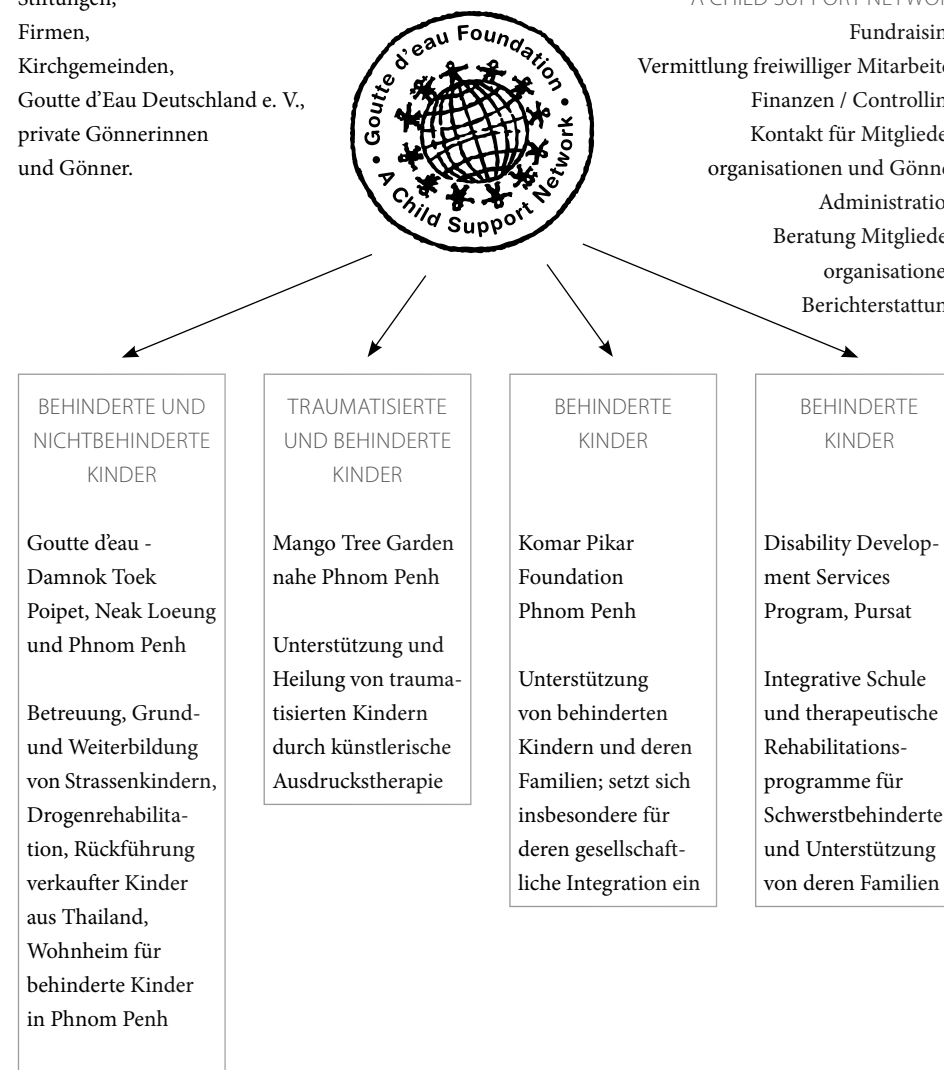 Stiftungen,
Firmen,
Kirchgemeinden,
Goutte d’Eau Deutschland e. V.,
private Gönnerinnen
und Gönner.
• Goutte d'eau Foundation •
A Child Support Network
A CHILD SUPPORT NETWOR
Fundraisin
Vermittlung freiwilliger Mitarbeite
Finanzen / Controllin
Kontakt für Mitgliede
organisationen und Gönne
Administratio
Beratung Mitgliede
organisatione
Berichterstattun
BEHINDERTE UND
NICHTBEHINDERTE
KINDER
Goutte d’eau -
Damnok Toek
Poipet, Neak Loeung
und Phnom Penh
Betreuung, Grund-
und Weiterbildung
von Strassenkindern,
Drogenrehabilita-
tion, Rückführung
verkaufter Kinder
aus Thailand,
Wohnheim für
behinderte Kinder
in Phnom Penh
TRAUMATISIERTE
UND BEHINDERTE
KINDER
Mango Tree Garden
nahe Phnom Penh
Unterstützung und
Heilung von trauma-
tisierten Kindern
durch künstlerische
Ausdruckstherapie
BEHINDERTE
KINDER
Komar Pikar
Foundation
Phnom Penh
Unterstützung
von behinderten
Kindern und deren
Familien; setzt sich
insbesondere für
deren gesellschaft-
liche Integration ein
BEHINDERTE
KINDER
Disability Develop-
ment Services
Program, Pursat
Integrative Schule
und therapeutische
Rehabilitations-
programme für
Schwerstbehinderte
und Unterstützung
von deren Familien